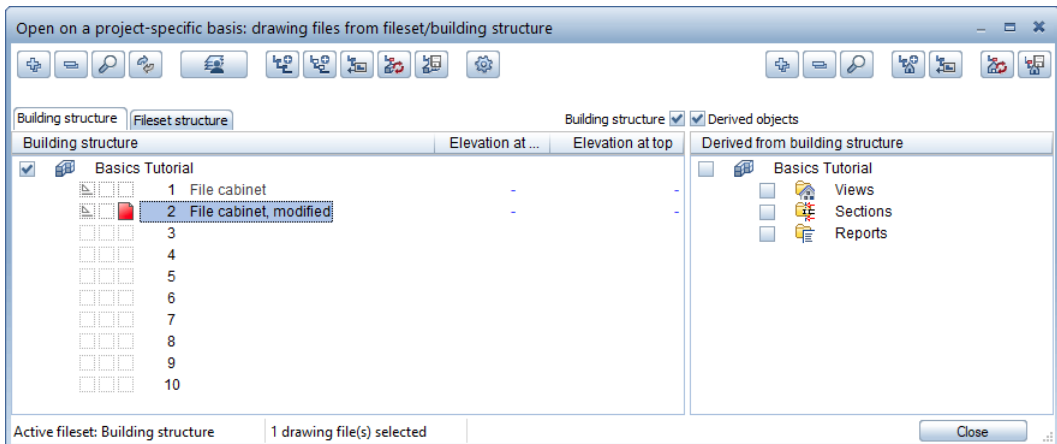 Open on a project-specific basis: drawing files from fileset/building structure
Building structure Fileset structure Building structure Derived objects
Building structure Elevation at ... Elevation at top Derived from building structure
Basics Tutorial Basics Tutorial
1 File cabinet - - Views
2 File cabinet, modified - - Sections
3 Reports
4
5
6
7
8
9
10
Active fileset: Building structure 1 drawing file(s) selected Close